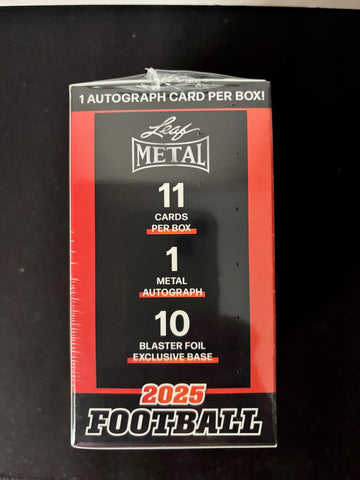 1 AUTOGRAPH CARD PER BOX!
Leaf
METAL
11
CARDS
PER BOX
1
METAL
AUTOGRAPH
10
BLASTER FOIL
EXCLUSIVE BASE
2025
FOOTBALL